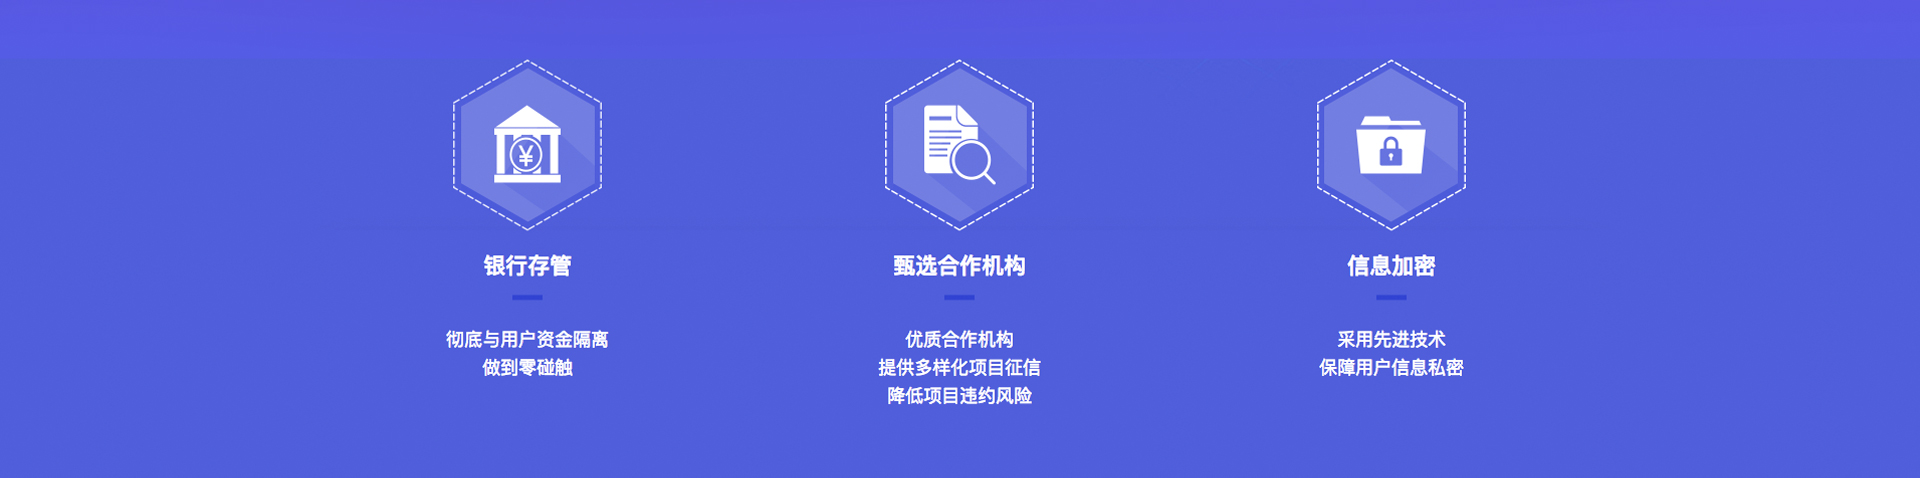 银行存管
彻底与用户资金隔离
做到零碰触
甄选合作机构
优质合作机构
提供多样化项目征信
降低项目违约风险
信息加密
采用先进技术
保障用户信息私密